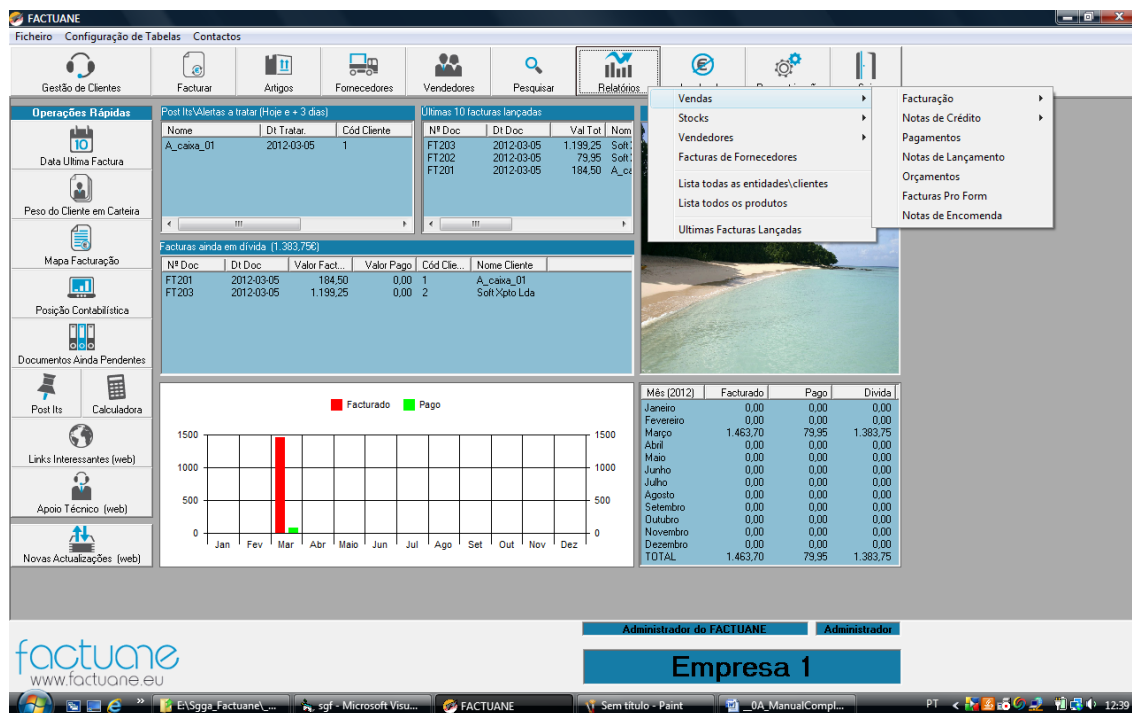 FACTUANE
Ficheiro Configuração de Tabelas Contactos
Gestão de Clientes Facturar Artigos Fornecedores Vendedores Pesquisar Relatórios
Operações Rápidas
10
Data Ultima Factura
Peso do Cliente em Carteira
Mapa Facturação
Posição Contabilística
Documentos Ainda Pendentes
Post Its Calculadora
Links Interessantes (web)
Apoio Técnico (web)
Novas Actualizações (web)
Post Its\Alertas a tratar (Hoje e + 3 dias)
Nome Dt Tratar. Cód Cliente
A_caixa_01 2012-03-05 1
Últimas 10 facturas lançadas
Nº Doc Dt Doc Val Tot Nom
FT203 2012-03-05 1.199,25 Soft
FT202 2012-03-05 79,95 Soft
FT201 2012-03-05 184,50 A_ca
Vendas
Stocks
Vendedores
Facturas de Fornecedores
Lista todas as entidades\clientes
Lista todos os produtos
Ultimas Facturas Lançadas
Facturação
Notas de Crédito
Pagamentos
Notas de Lançamento
Orçamentos
Facturas Pro Form
Notas de Encomenda
Facturas ainda em dívida (1.383,75€)
Nº Doc Dt Doc Valor Fact... Valor Pago Cód Clie... Nome Cliente
FT201 2012-03-05 184,50 0,00 1 A_caixa_01
FT203 2012-03-05 1.199,25 0,00 2 Soft Xpto Lda
Facturado Pago
1500 1500
1000 1000
500 500
0 0
Jan Fev Mar Abr Maio Jun Jul Ago Set Out Nov Dez
Mês (2012) Facturado Pago Divida
Janeiro 0,00 0,00 0,00
Fevereiro 0,00 0,00 0,00
Março 1.463,70 79,95 1.383,75
Abril 0,00 0,00 0,00
Maio 0,00 0,00 0,00
Junho 0,00 0,00 0,00
Julho 0,00 0,00 0,00
Agosto 0,00 0,00 0,00
Setembro 0,00 0,00 0,00
Outubro 0,00 0,00 0,00
Novembro 0,00 0,00 0,00
Dezembro 0,00 0,00 0,00
TOTAL 1.463,70 79,95 1.383,75
Administrador do FACTUANE Administrador
Empresa 1
factuane
www.factuane.eu
E:\Sgga_Factuane\_... sgf - Microsoft Visu... FACTUANE Sem título - Paint _0A_ManualCompl... PT 12:39